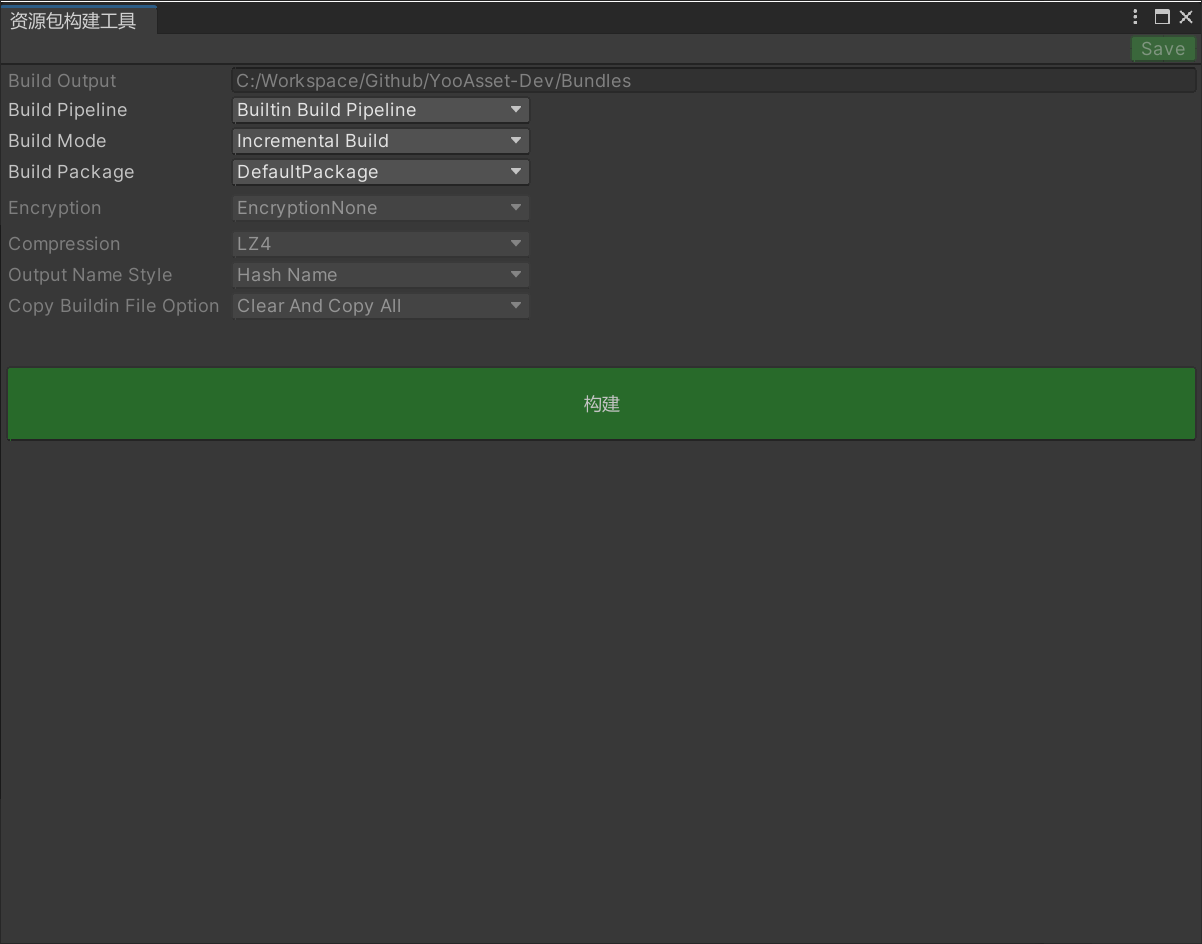 资源包构建工具
Save
Build Output C:/Workspace/Github/YooAsset-Dev/Bundles
Build Pipeline Builtin Build Pipeline
Build Mode Incremental Build
Build Package DefaultPackage
Encryption EncryptionNone
Compression LZ4
Output Name Style Hash Name
Copy Buildin File Option Clear And Copy All
构建